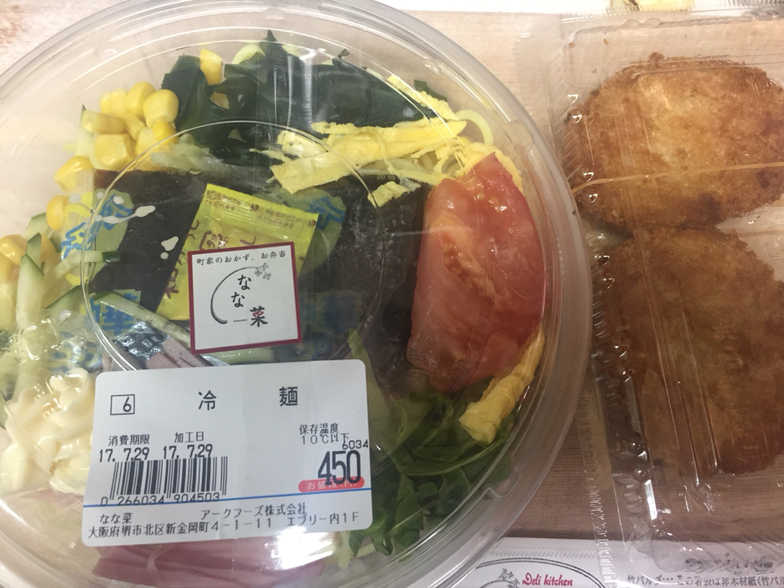 町家のおかず、お弁当
なな菜
6 冷麺
消費期限 加工日
17.7.29 17.7.29
保存温度
10℃以下
6034
450
0 266034 904503
なな菜 アークフーズ株式会社
大阪府堺市北区新金岡町4-1-11 エブリー内1F
Deli kitchen